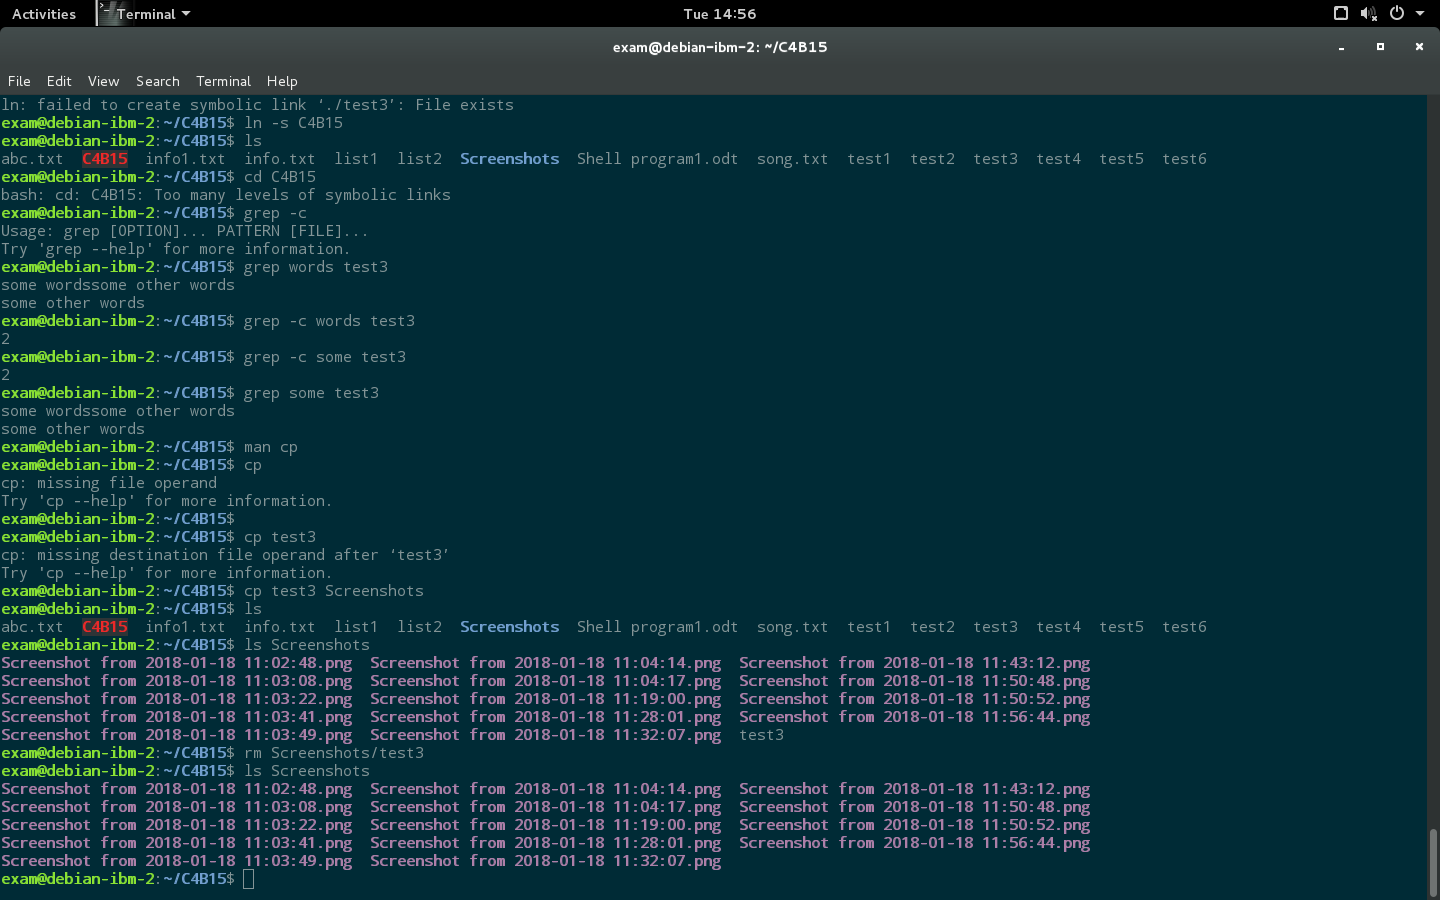 Activities Terminal Tue 14:56
exam@debian-ibm-2: ~/C4B15
File Edit View Search Terminal Help
ln: failed to create symbolic link ‘./test3’: File exists
exam@debian-ibm-2:~/C4B15$ ln -s C4B15
exam@debian-ibm-2:~/C4B15$ ls
abc.txt C4B15 info1.txt info.txt list1 list2 Screenshots Shell program1.odt song.txt test1 test2 test3 test4 test5 test6
exam@debian-ibm-2:~/C4B15$ cd C4B15
bash: cd: C4B15: Too many levels of symbolic links
exam@debian-ibm-2:~/C4B15$ grep -c
Usage: grep [OPTION]... PATTERN [FILE]...
Try 'grep --help' for more information.
exam@debian-ibm-2:~/C4B15$ grep words test3
some wordssome other words
some other words
exam@debian-ibm-2:~/C4B15$ grep -c words test3
2
exam@debian-ibm-2:~/C4B15$ grep -c some test3
2
exam@debian-ibm-2:~/C4B15$ grep some test3
some wordssome other words
some other words
exam@debian-ibm-2:~/C4B15$ man cp
exam@debian-ibm-2:~/C4B15$ cp
cp: missing file operand
Try 'cp --help' for more information.
exam@debian-ibm-2:~/C4B15$
exam@debian-ibm-2:~/C4B15$ cp test3
cp: missing destination file operand after ‘test3’
Try 'cp --help' for more information.
exam@debian-ibm-2:~/C4B15$ cp test3 Screenshots
exam@debian-ibm-2:~/C4B15$ ls
abc.txt C4B15 info1.txt info.txt list1 list2 Screenshots Shell program1.odt song.txt test1 test2 test3 test4 test5 test6
exam@debian-ibm-2:~/C4B15$ ls Screenshots
Screenshot from 2018-01-18 11:02:48.png Screenshot from 2018-01-18 11:04:14.png Screenshot from 2018-01-18 11:43:12.png
Screenshot from 2018-01-18 11:03:08.png Screenshot from 2018-01-18 11:04:17.png Screenshot from 2018-01-18 11:50:48.png
Screenshot from 2018-01-18 11:03:22.png Screenshot from 2018-01-18 11:19:00.png Screenshot from 2018-01-18 11:50:52.png
Screenshot from 2018-01-18 11:03:41.png Screenshot from 2018-01-18 11:28:01.png Screenshot from 2018-01-18 11:56:44.png
Screenshot from 2018-01-18 11:03:49.png Screenshot from 2018-01-18 11:32:07.png test3
exam@debian-ibm-2:~/C4B15$ rm Screenshots/test3
exam@debian-ibm-2:~/C4B15$ ls Screenshots
Screenshot from 2018-01-18 11:02:48.png Screenshot from 2018-01-18 11:04:14.png Screenshot from 2018-01-18 11:43:12.png
Screenshot from 2018-01-18 11:03:08.png Screenshot from 2018-01-18 11:04:17.png Screenshot from 2018-01-18 11:50:48.png
Screenshot from 2018-01-18 11:03:22.png Screenshot from 2018-01-18 11:19:00.png Screenshot from 2018-01-18 11:50:52.png
Screenshot from 2018-01-18 11:03:41.png Screenshot from 2018-01-18 11:28:01.png Screenshot from 2018-01-18 11:56:44.png
Screenshot from 2018-01-18 11:03:49.png Screenshot from 2018-01-18 11:32:07.png
exam@debian-ibm-2:~/C4B15$